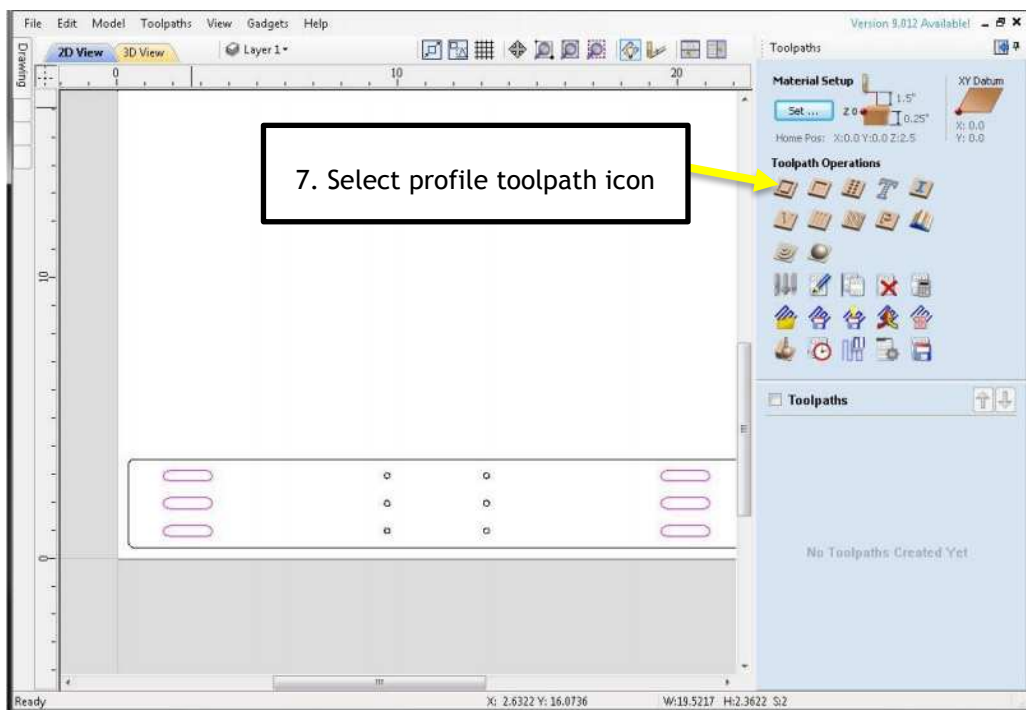 File Edit Model Toolpaths View Gadgets Help Version 9.012 Available!
Drawing
2D View 3D View Layer 1 Toolpaths
0 10 20
Material Setup XY Datum
Set ... Z 0 1.5" 0.25"
X: 0.0
Home Pos: X:0.0 Y:0.0 Z:2.5 Y: 0.0
Toolpath Operations
7. Select profile toolpath icon
10
Toolpaths
No Toolpaths Created Yet
0
Ready X: 2.6322 Y: 16.0736 W:19.5217 H:2.3622 S:2